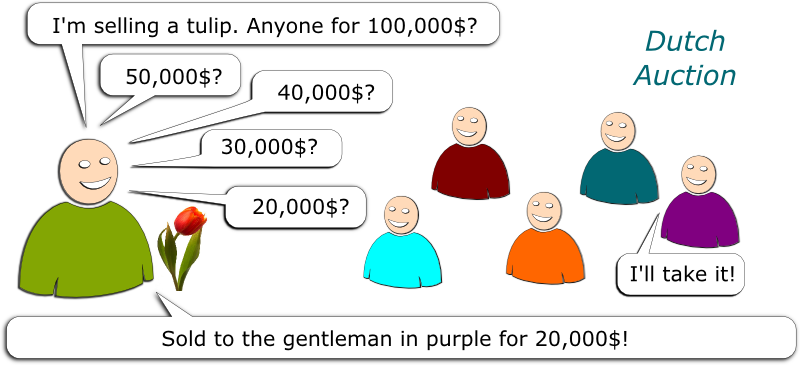 I'm selling a tulip. Anyone for 100,000$?
50,000$?
40,000$?
30,000$?
20,000$?
Dutch
Auction
I'll take it!
Sold to the gentleman in purple for 20,000$!